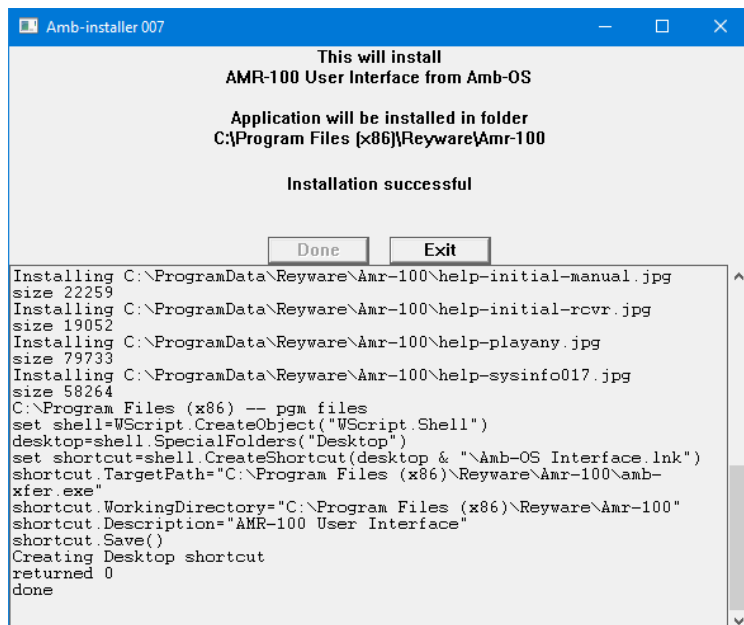 Amb-installer 007
This will install
AMR-100 User Interface from Amb-OS
Application will be installed in folder
C:\Program Files (x86)\Reyware\Amr-100
Installation successful
Done Exit
Installing C:\ProgramData\Reyware\Amr-100\help-initial-manual.jpg
size 22259
Installing C:\ProgramData\Reyware\Amr-100\help-initial-rcvr.jpg
size 19052
Installing C:\ProgramData\Reyware\Amr-100\help-playany.jpg
size 79733
Installing C:\ProgramData\Reyware\Amr-100\help-sysinfo017.jpg
size 58264
C:\Program Files (x86) -- pgm files
set shell=WScript.CreateObject("WScript.Shell")
desktop=shell.SpecialFolders("Desktop")
set shortcut=shell.CreateShortcut(desktop & "\Amb-OS Interface.lnk")
shortcut.TargetPath="C:\Program Files (x86)\Reyware\Amr-100\amb-
xfer.exe"
shortcut.WorkingDirectory="C:\Program Files (x86)\Reyware\Amr-100"
shortcut.Description="AMR-100 User Interface"
shortcut.Save()
Creating Desktop shortcut
returned 0
done